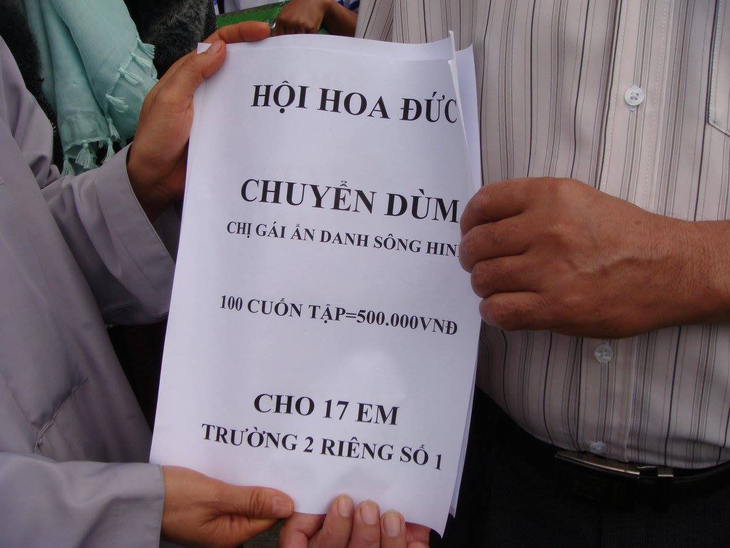 HỘI HOA ĐỨC
CHUYỂN DÙM
CHỊ GÁI ẨN DANH SÔNG HIN
100 CUỐN TẬP=500.000VNĐ
CHO 17 EM
TRƯỜNG 2 RIÊNG SỐ 1